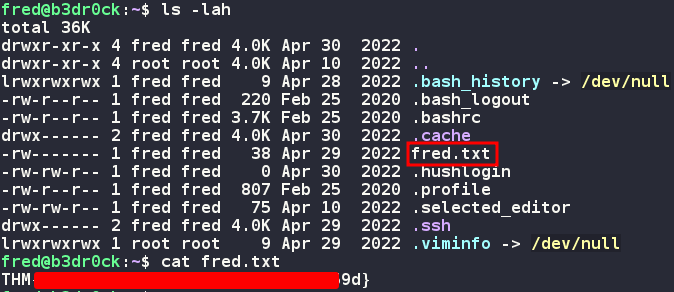 fred@b3dr0ck:~$ ls -lah
total 36K
drwxr-xr-x 4 fred fred 4.0K Apr 30  2022 .
drwxr-xr-x 4 root root 4.0K Apr 10  2022 ..
lrwxrwxrwx 1 fred fred    9 Apr 28  2022 .bash_history -> /dev/null
-rw-r--r-- 1 fred fred  220 Feb 25  2020 .bash_logout
-rw-r--r-- 1 fred fred 3.7K Feb 25  2020 .bashrc
drwx------ 2 fred fred 4.0K Apr 30  2022 .cache
-rw------- 1 fred fred   38 Apr 29  2022 fred.txt
-rw-rw-r-- 1 fred fred    0 Apr 30  2022 .hushlogin
-rw-r--r-- 1 fred fred  807 Feb 25  2020 .profile
-rw-rw-r-- 1 fred fred   75 Apr 10  2022 .selected_editor
drwx------ 2 fred fred 4.0K Apr 29  2022 .ssh
lrwxrwxrwx 1 root root    9 Apr 29  2022 .viminfo -> /dev/null
fred@b3dr0ck:~$ cat fred.txt
THM 9d}